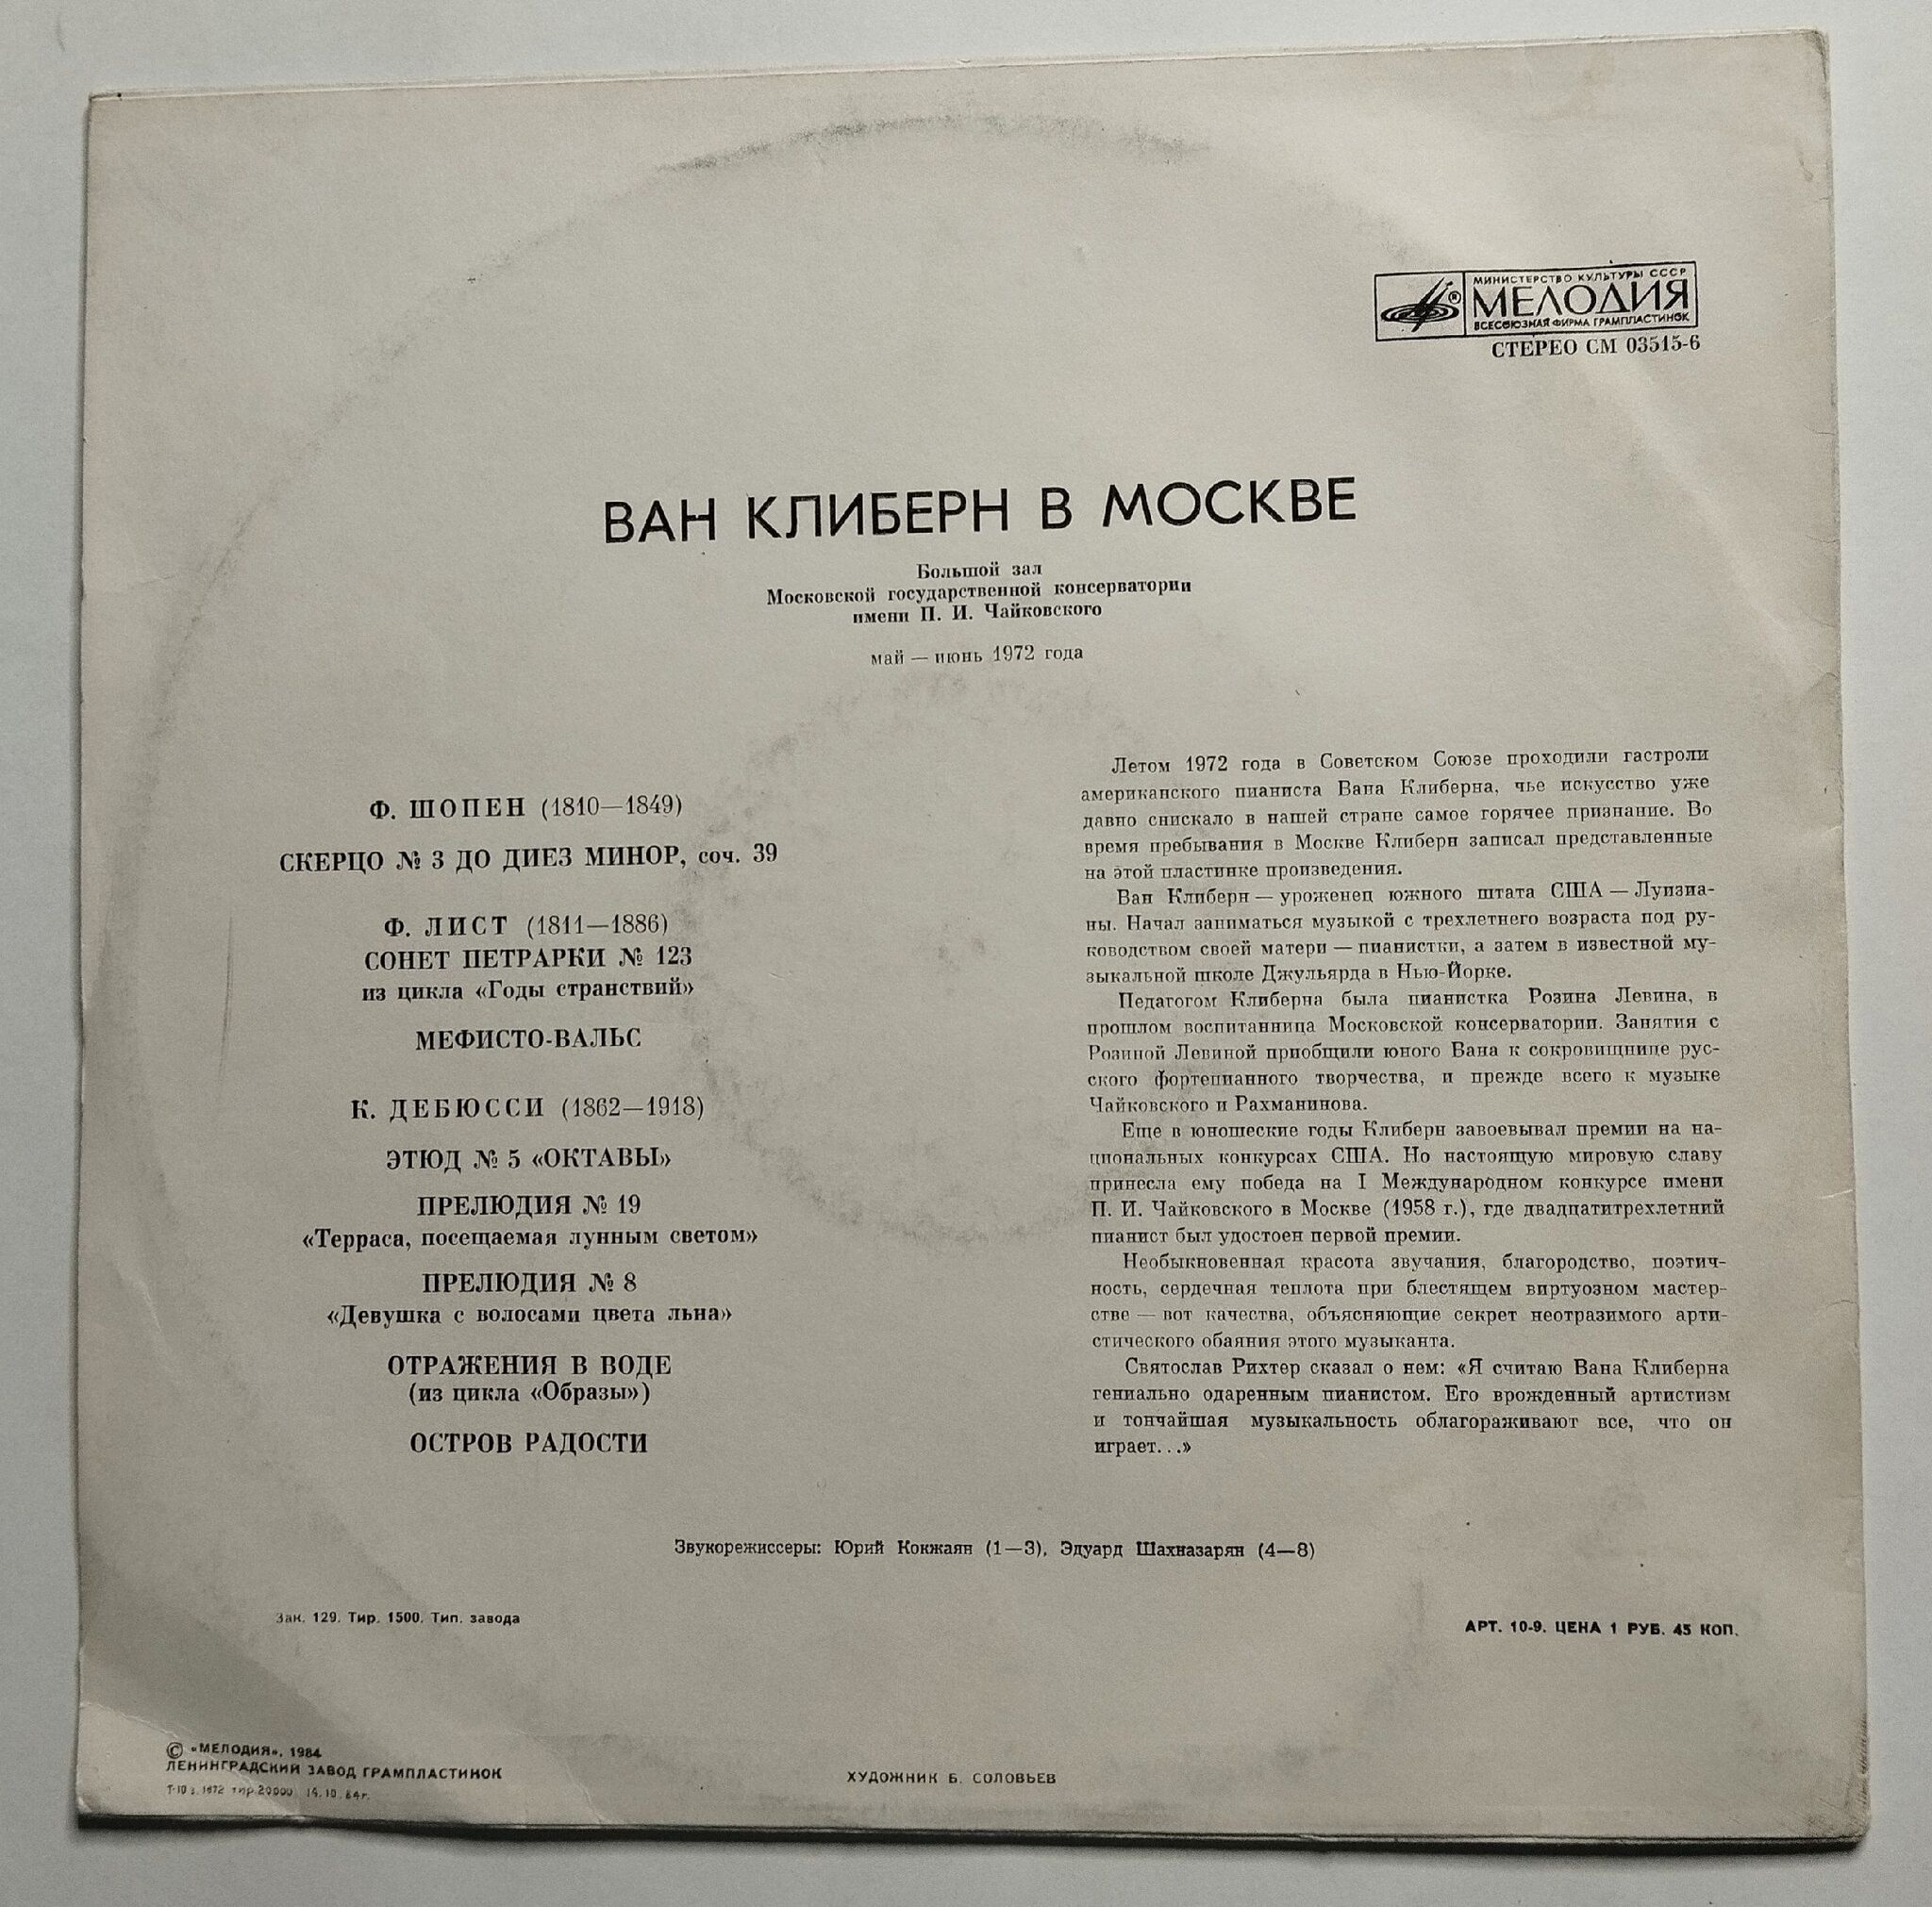 МИНИСТЕРСТВО КУЛЬТУРЫ СССР
МЕЛОДИЯ
ВСЕСОЮЗНАЯ ФИРМА ГРАМПЛАСТИНОК
СТЕРЕО СМ 03515-6
ВАН КЛИБЕРН В МОСКВЕ
Большой зал
Московской государственной консерватории
имени П. И. Чайковского
май — июнь 1972 года
Ф. ШОПЕН (1810—1849)
СКЕРЦО № 3 ДО ДИЕЗ МИНОР, соч. 39
Ф. ЛИСТ (1811—1886)
СОНЕТ ПЕТРАРКИ № 123
из цикла «Годы странствий»
МЕФИСТО-ВАЛЬС
К. ДЕБЮССИ (1862—1918)
ЭТЮД № 5 «ОКТАВЫ»
ПРЕЛЮДИЯ № 19
«Терраса, посещаемая лунным светом»
ПРЕЛЮДИЯ № 8
«Девушка с волосами цвета льна»
ОТРАЖЕНИЯ В ВОДЕ
(из цикла «Образы»)
ОСТРОВ РАДОСТИ
Летом 1972 года в Советском Союзе проходили гастроли
американского пианиста Вана Клиберна, чье искусство уже
давно снискало в нашей стране самое горячее признание. Во
время пребывания в Москве Клиберн записал представленные
на этой пластинке произведения.
Ван Клиберн — уроженец южного штата США — Луизиа-
ны. Начал заниматься музыкой с трехлетнего возраста под ру-
ководством своей матери — пианистки, а затем в известной му-
зыкальной школе Джульярда в Нью-Йорке.
Педагогом Клиберна была пианистка Розина Левина, в
прошлом воспитанница Московской консерватории. Занятия с
Розиной Левиной приобщили юного Вана к сокровищнице рус-
ского фортепианного творчества, и прежде всего к музыке
Чайковского и Рахманинова.
Еще в юношеские годы Клиберн завоевывал премии на на-
циональных конкурсах США. Но настоящую мировую славу
принесла ему победа на I Международном конкурсе имени
П. И. Чайковского в Москве (1958 г.), где двадцатитрехлетний
пианист был удостоен первой премии.
Необыкновенная красота звучания, благородство, поэтич-
ность, сердечная теплота при блестящем виртуозном мастер-
стве — вот качества, объясняющие секрет неотразимого арти-
стического обаяния этого музыканта.
Святослав Рихтер сказал о нем: «Я считаю Вана Клиберна
гениально одаренным пианистом. Его врожденный артистизм
и тончайшая музыкальность облагораживают все, что он
играет...»
Звукорежиссеры: Юрий Кокжаян (1—3), Эдуард Шахназарян (4—8)
Зак. 129. Тир. 1500. Тип. завода
АРТ. 10-9. ЦЕНА 1 РУБ. 45 КОП.
© «МЕЛОДИЯ», 1984
ЛЕНИНГРАДСКИЙ ЗАВОД ГРАМПЛАСТИНОК
Т-10 з. 1672 тир. 20000 14.10.84г.
ХУДОЖНИК Б. СОЛОВЬЕВ